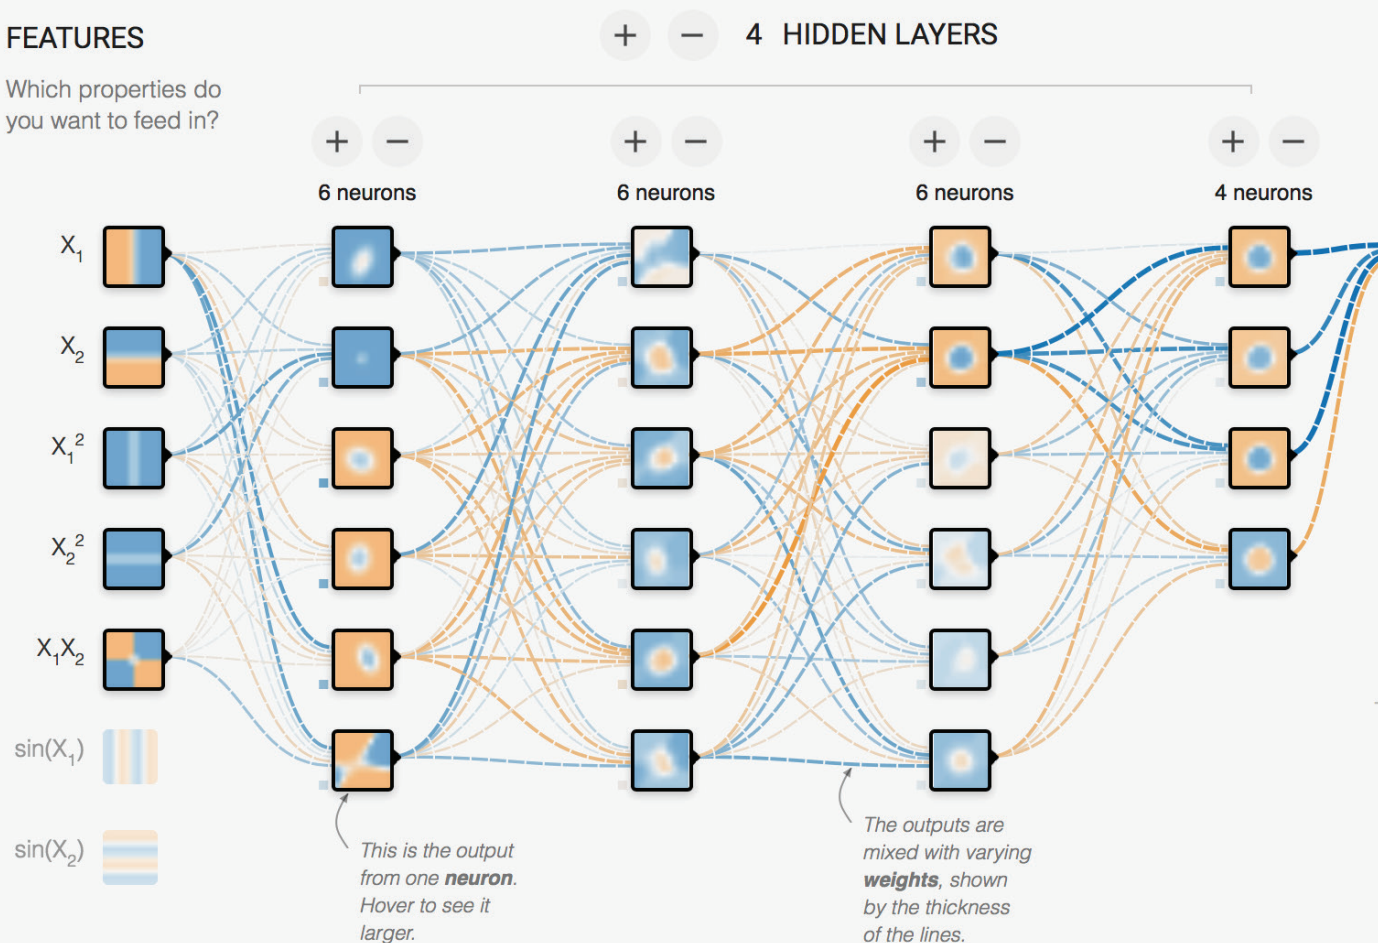 FEATURES
+ − 4 HIDDEN LAYERS
Which properties do
you want to feed in?
+ − + − + − + −
6 neurons 6 neurons 6 neurons 4 neurons
X₁
X₂
X₁²
X₂²
X₁X₂
sin(X₁)
sin(X₂)
This is the output
from one neuron.
Hover to see it
larger.
The outputs are
mixed with varying
weights, shown
by the thickness
of the lines.